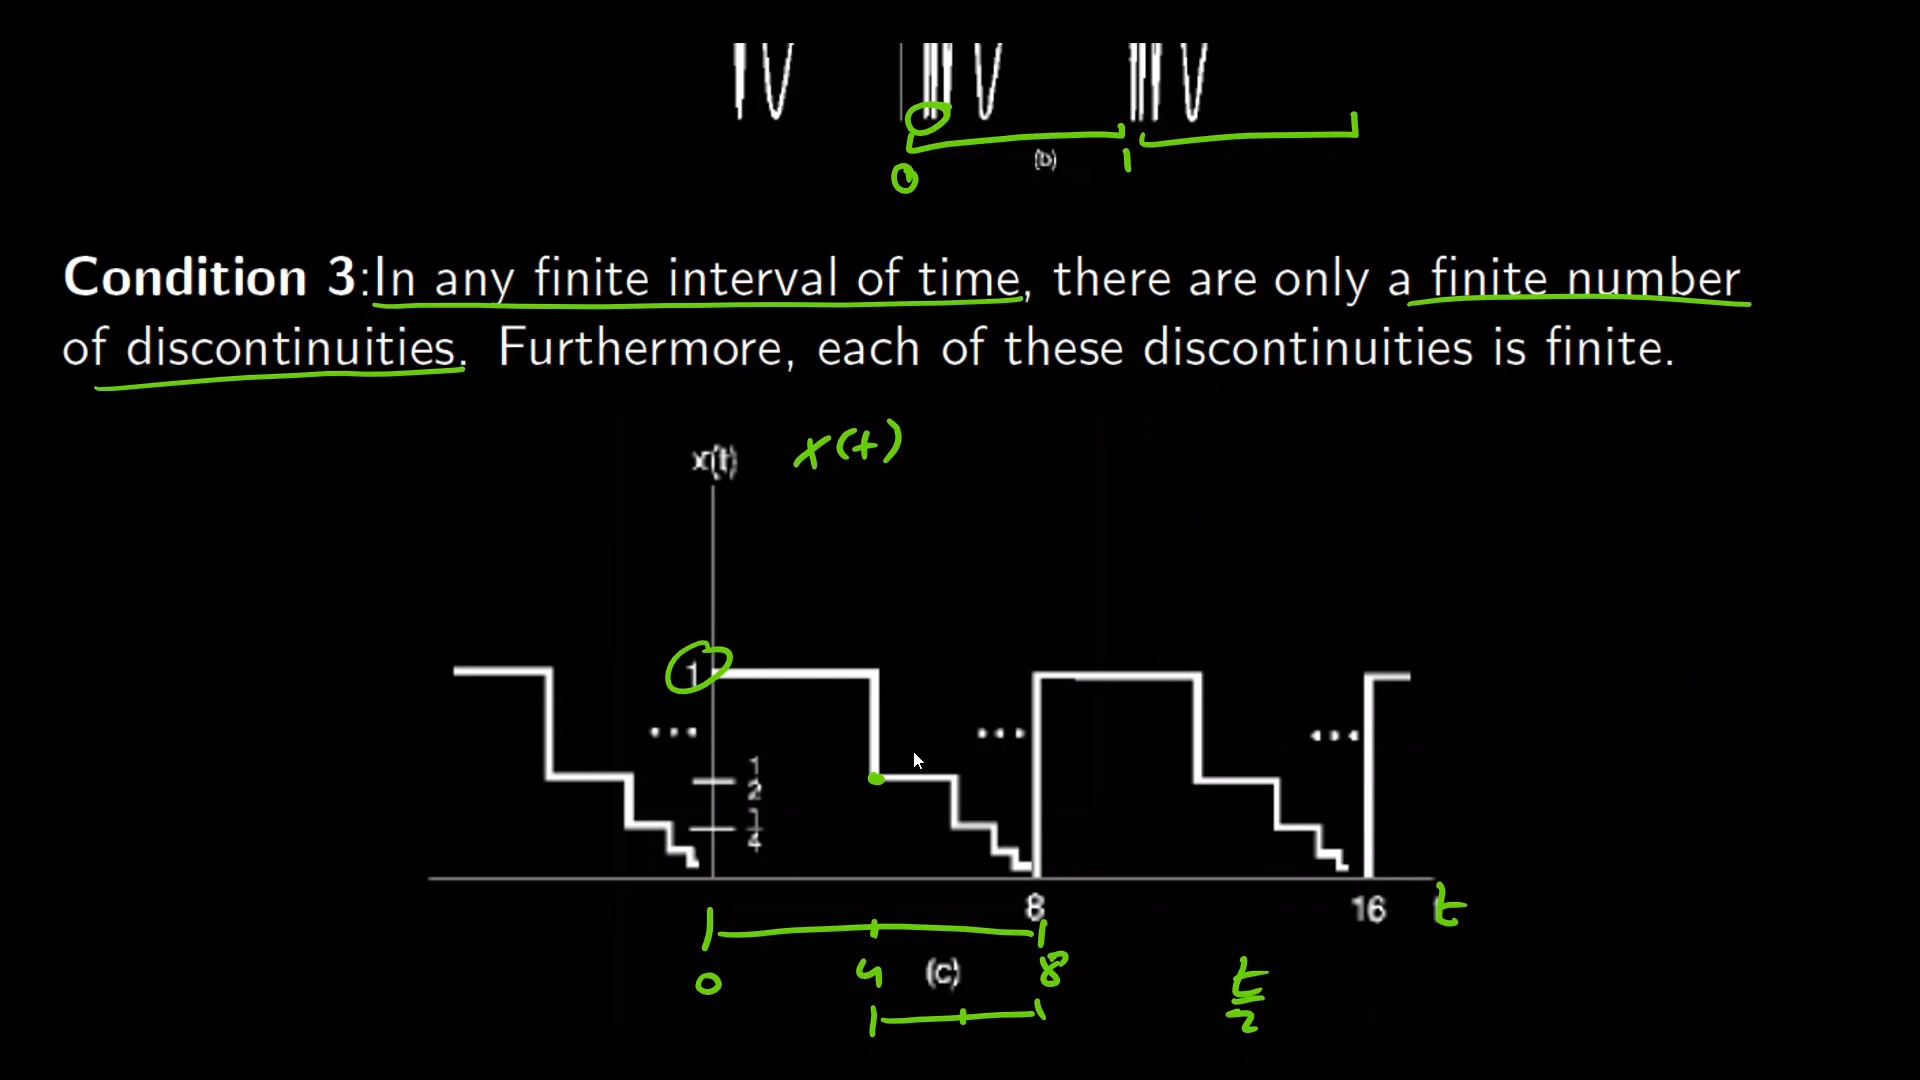 (b)
0 1
Condition 3:In any finite interval of time, there are only a finite number
of discontinuities. Furthermore, each of these discontinuities is finite.
x(t) x(t)
1
...
...
...
1
2
1
4
8 16 t
0 4 (c) 8
t
2